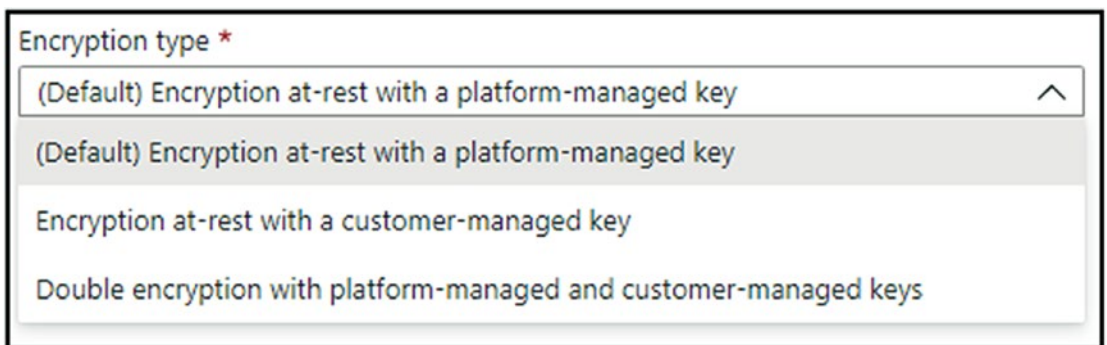 Encryption type *
(Default) Encryption at-rest with a platform-managed key
(Default) Encryption at-rest with a platform-managed key
Encryption at-rest with a customer-managed key
Double encryption with platform-managed and customer-managed keys